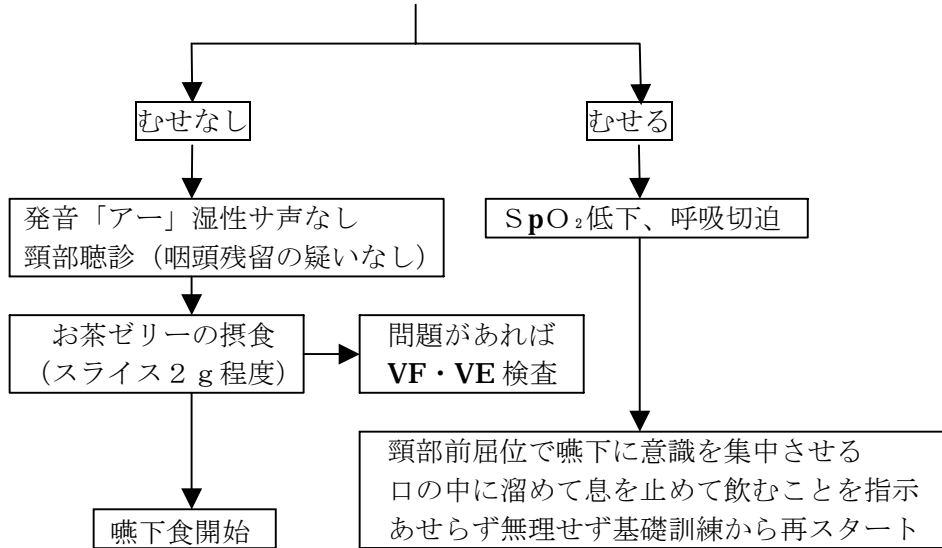 むせなし
むせる
発音「アー」湿性サ声なし
頸部聴診（咽頭残留の疑いなし）
ＳｐＯ₂低下、呼吸切迫
お茶ゼリーの摂食
（スライス２ｇ程度）
問題があれば
VF・VE 検査
嚥下食開始
頸部前屈位で嚥下に意識を集中させる
口の中に溜めて息を止めて飲むことを指示
あせらず無理せず基礎訓練から再スタート